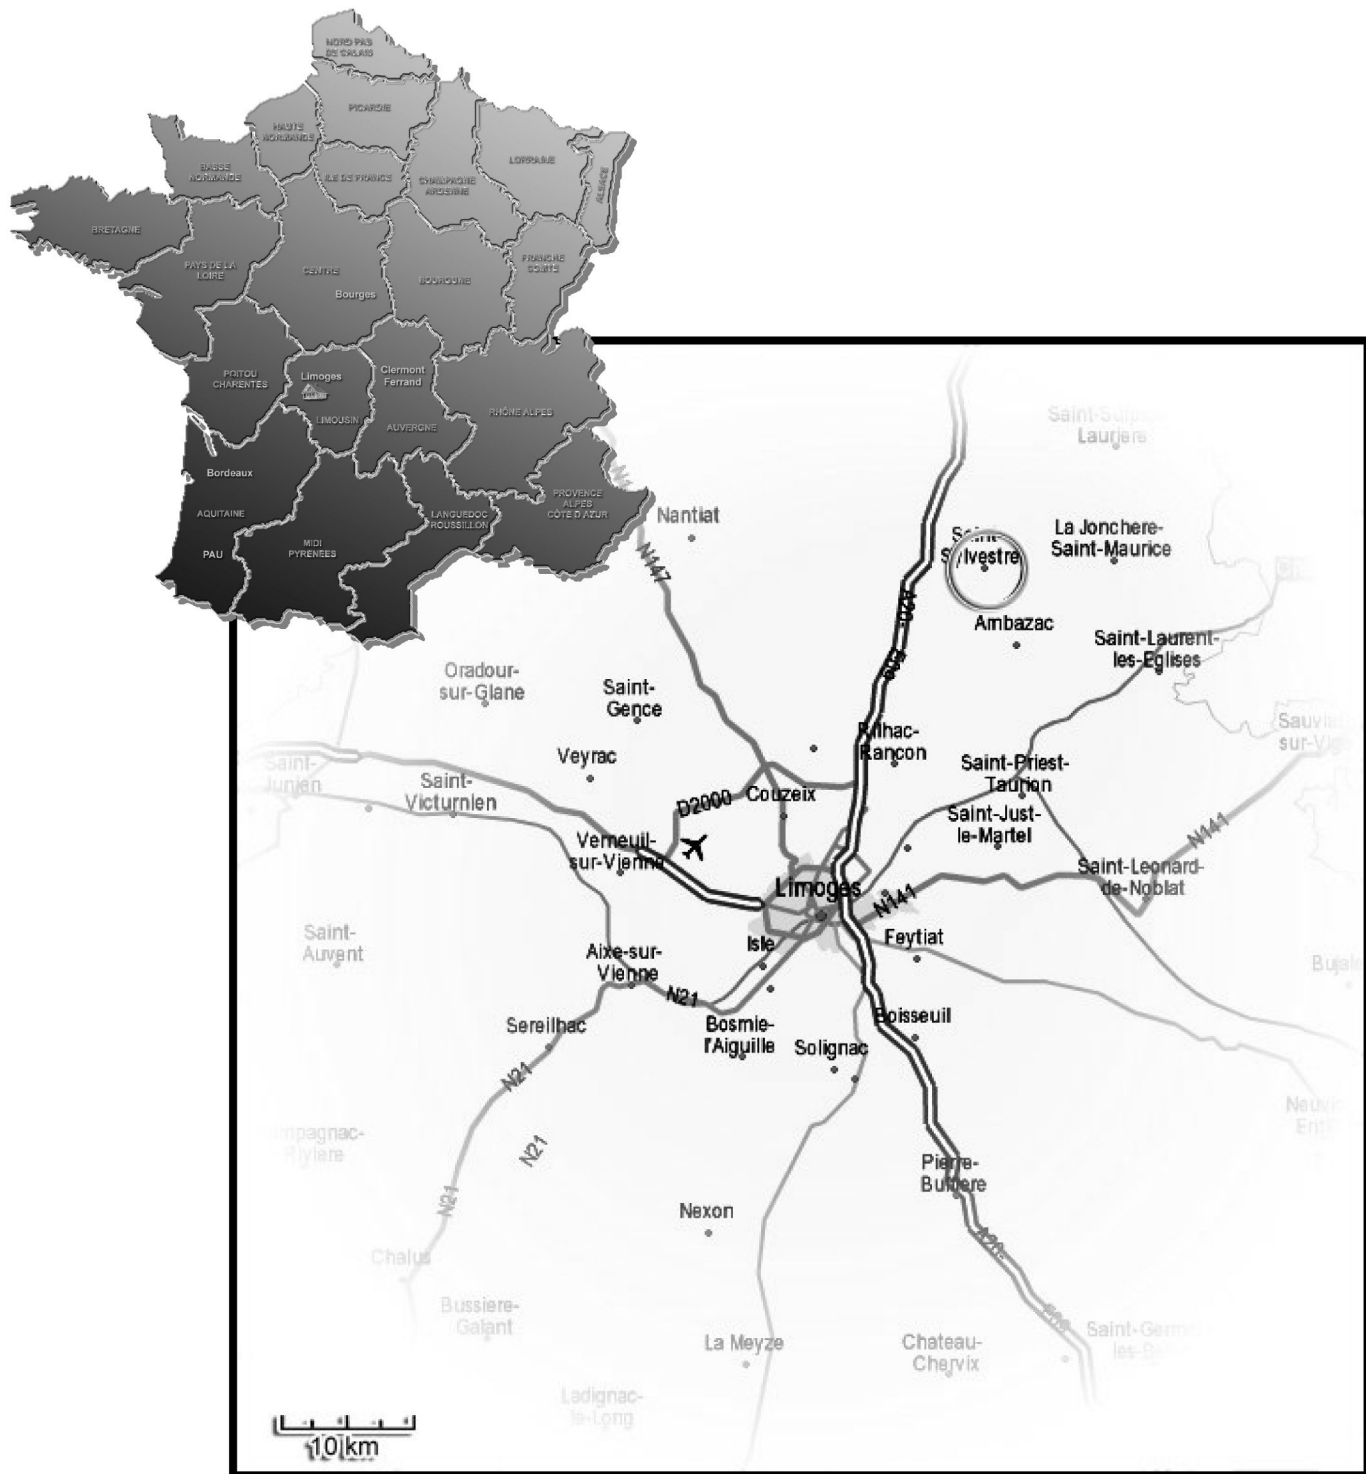 NORD PAS
DE CALAIS
PICARDIE
HAUTE
NORMANDIE
BASSE
NORMANDIE
ILE DE FRANCE
CHAMPAGNE
ARDENNE
LORRAINE
ALSACE
BRETAGNE
PAYS DE LA
LOIRE
CENTRE
Bourges
BOURGOGNE
FRANCHE
COMTE
POITOU
CHARENTES
Limoges
LIMOUSIN
Clermont
Ferrand
AUVERGNE
RHÔNE ALPES
Bordeaux
AQUITAINE
PAU
MIDI
PYRENEES
LANGUEDOC
ROUSSILLON
PROVENCE
ALPES
CÔTE D'AZUR
Lauriere
Nantiat
N147
Saint-
Sylvestre
La Jonchere-
Saint-Maurice
A20-
E09
Ambazac
Saint-Laurent-
les-Eglises
Oradour-
sur-Glane
Saint-
Gence
Veyrac
Rilhac-
Rancon
Saint-Priest-
Taurion
Saint-
Junien
Saint-
Victurnien
D2000
Couzeix
Saint-Just-
le-Martel
N141
Verneuil-
sur-Vienne
Limoges
N141
Saint-Leonard-
de-Noblat
Saint-
Auvent
Aixe-sur-
Vienne
Isle
Feytiat
N21
Sereilhac
Bosmie-
l'Aiguille
Solignac
Boisseuil
N21
N21
N21
Pierre-
Buffiere
Nexon
A20-
E09
Chalus
Bussiere-
Galant
La Meyze
Chateau-
Chervix
Ladignac-
le-Long
10 km